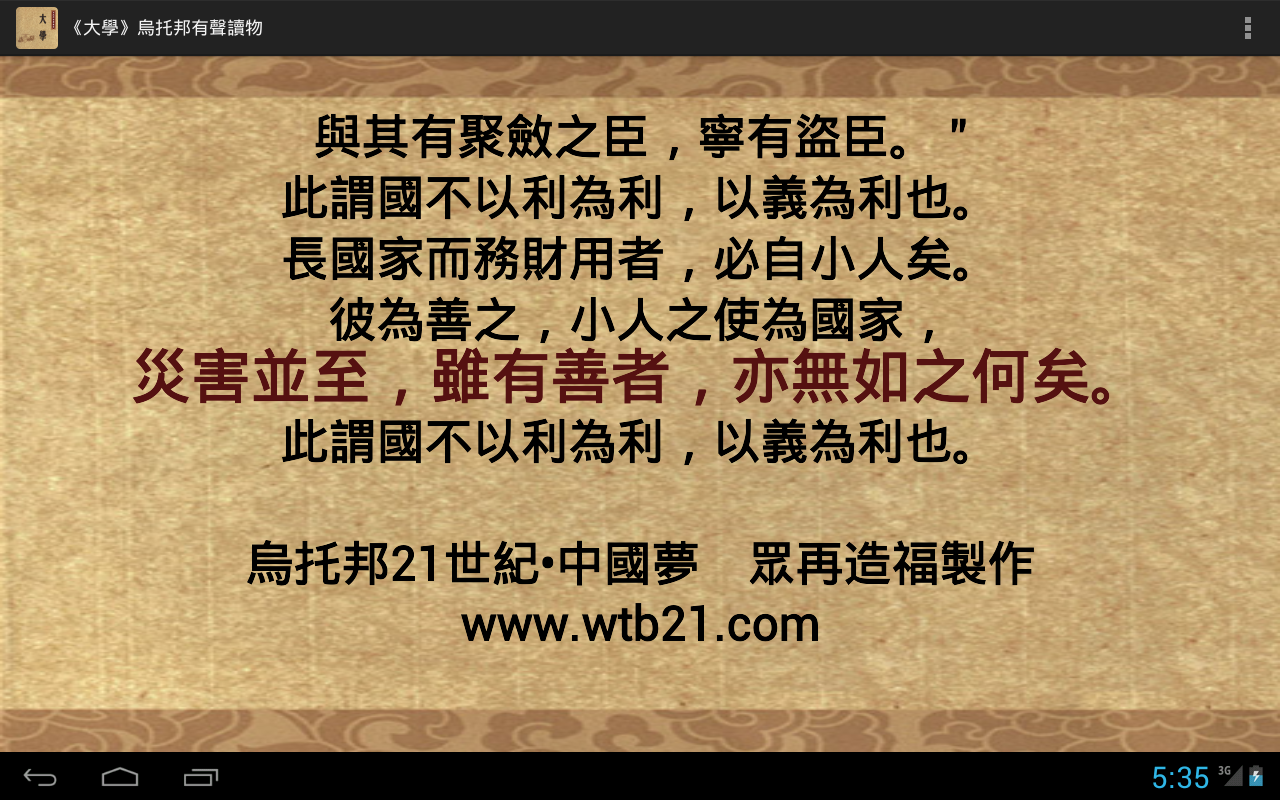 《大學》烏托邦有聲讀物
與其有聚斂之臣，寧有盜臣。"
此謂國不以利為利，以義為利也。
長國家而務財用者，必自小人矣。
彼為善之，小人之使為國家，
災害並至，雖有善者，亦無如之何矣。
此謂國不以利為利，以義為利也。
烏托邦21世紀•中國夢　眾再造福製作
www.wtb21.com
5:35 3G